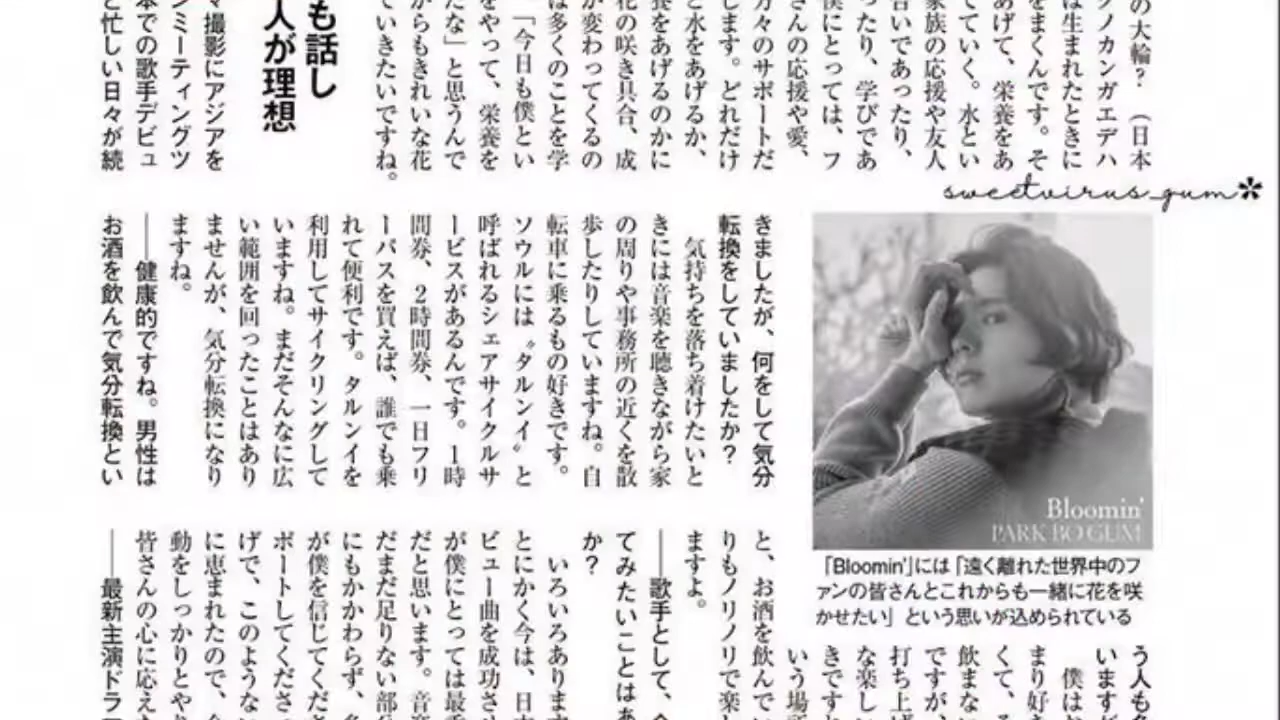 の大輪？（日本
ノカンガエデハ
は生まれたときに
をまくんです。そ
あげて、栄養をあ
てていく。水とい
家族の応援や友人
合いであったり、
ったり、学びであ
僕にとっては、フ
さんの応援や愛、
方々のサポートだ
します。どれだけ
と水をあげるか、
養をあげるのかに
花の咲き具合、成
が変わってくるの
は多くのことを学
「今日も僕とい
をやって、栄養を
だな」と思うんで
からもきれいな花
ていきたいですね。
も話し
人が理想
撮影にアジアを
ンミーティングツ
本での歌手デビュ
と忙しい日々が続
sweetvirus_gum*
Bloomin'
PARK BO GUM
「Bloomin'」には「遠く離れた世界中のフ
ァンの皆さんとこれからも一緒に花を咲
かせたい」という思いが込められている
きましたが、何をして気分
転換をしていましたか？
気持ちを落ち着けたいと
きには音楽を聴きながら家
の周りや事務所の近くを散
歩したりしていますね。自
転車に乗るもの好きです。
ソウルには〝タルンイ〟と
呼ばれるシェアサイクルサ
ービスがあるんです。1時
間券、2時間券、一日フリ
ーパスを買えば、誰でも乗
れて便利です。タルンイを
利用してサイクリングして
いますね。まだそんなに広
い範囲を回ったことはあり
ませんが、気分転換になり
ますね。
――健康的ですね。男性は
お酒を飲んで気分転換とい
う人も
います
僕は
まり好
くて、
飲まな
ですが、
打ち上げ
な楽し
きです
いう場
と、お酒を飲んで
りもノリノリで楽
ますよ。
――歌手として、
てみたいことはあ
か？
いろいろあります
とにかく今は、日
ビュー曲を成功さ
が僕にとっては最
だと思います。音
だまだ足りない部
にもかかわらず、
が僕を信じてくだ
ポートしてくださ
げで、このような
に恵まれたので、
動をしっかりとや
皆さんの心に応え
――最新主演ドラ